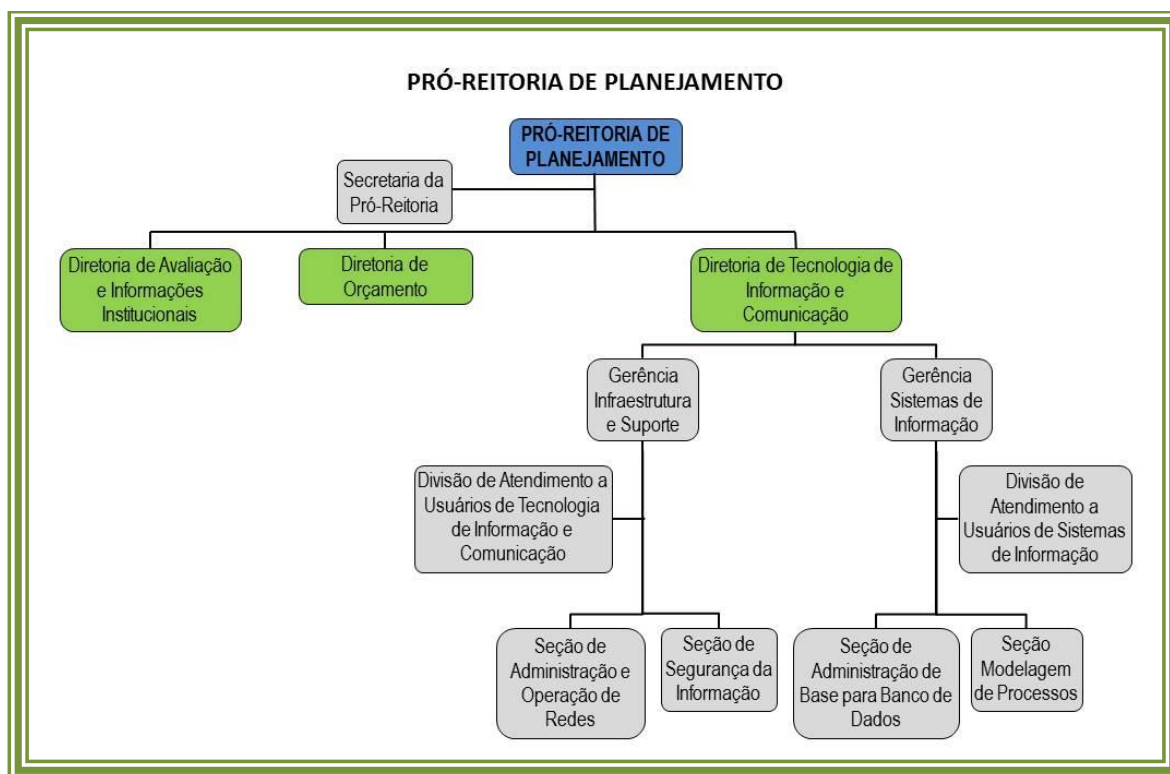 PRÓ-REITORIA DE PLANEJAMENTO
PRÓ-REITORIA DE
PLANEJAMENTO
Secretaria da
Pró-Reitoria
Diretoria de Avaliação
e Informações
Institucionais
Diretoria de
Orçamento
Diretoria de Tecnologia de
Informação e
Comunicação
Gerência
Infraestrutura
e Suporte
Gerência
Sistemas de
Informação
Divisão de Atendimento a
Usuários de Tecnologia
de Informação e
Comunicação
Divisão de
Atendimento a
Usuários de Sistemas
de Informação
Seção de
Administração e
Operação de
Redes
Seção de
Segurança da
Informação
Seção de
Administração de
Base para Banco de
Dados
Seção
Modelagem
de Processos